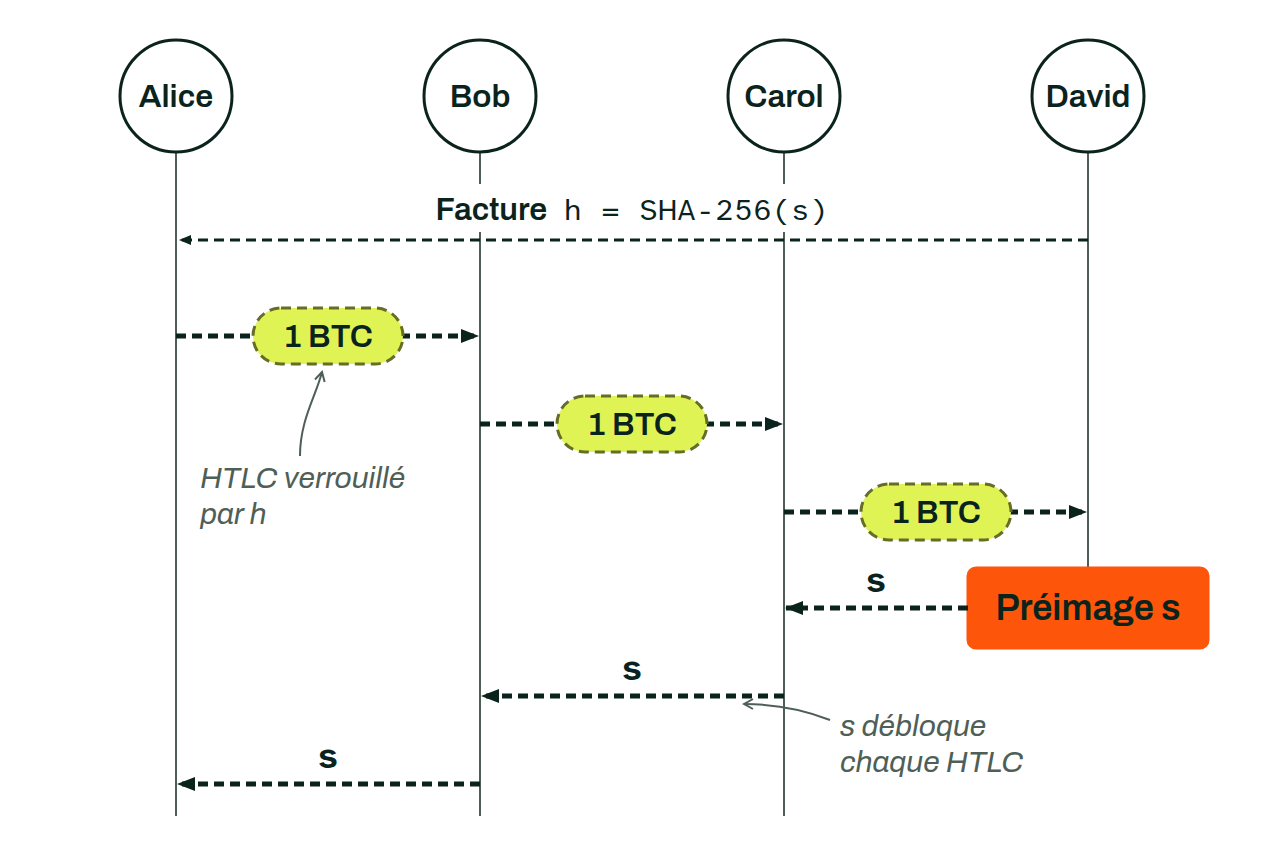 Alice
Bob
Carol
David
Facture h = SHA-256(s)
1 BTC
1 BTC
HTLC verrouillé
par h
1 BTC
s
Préimage s
s
s débloque
chaque HTLC
s